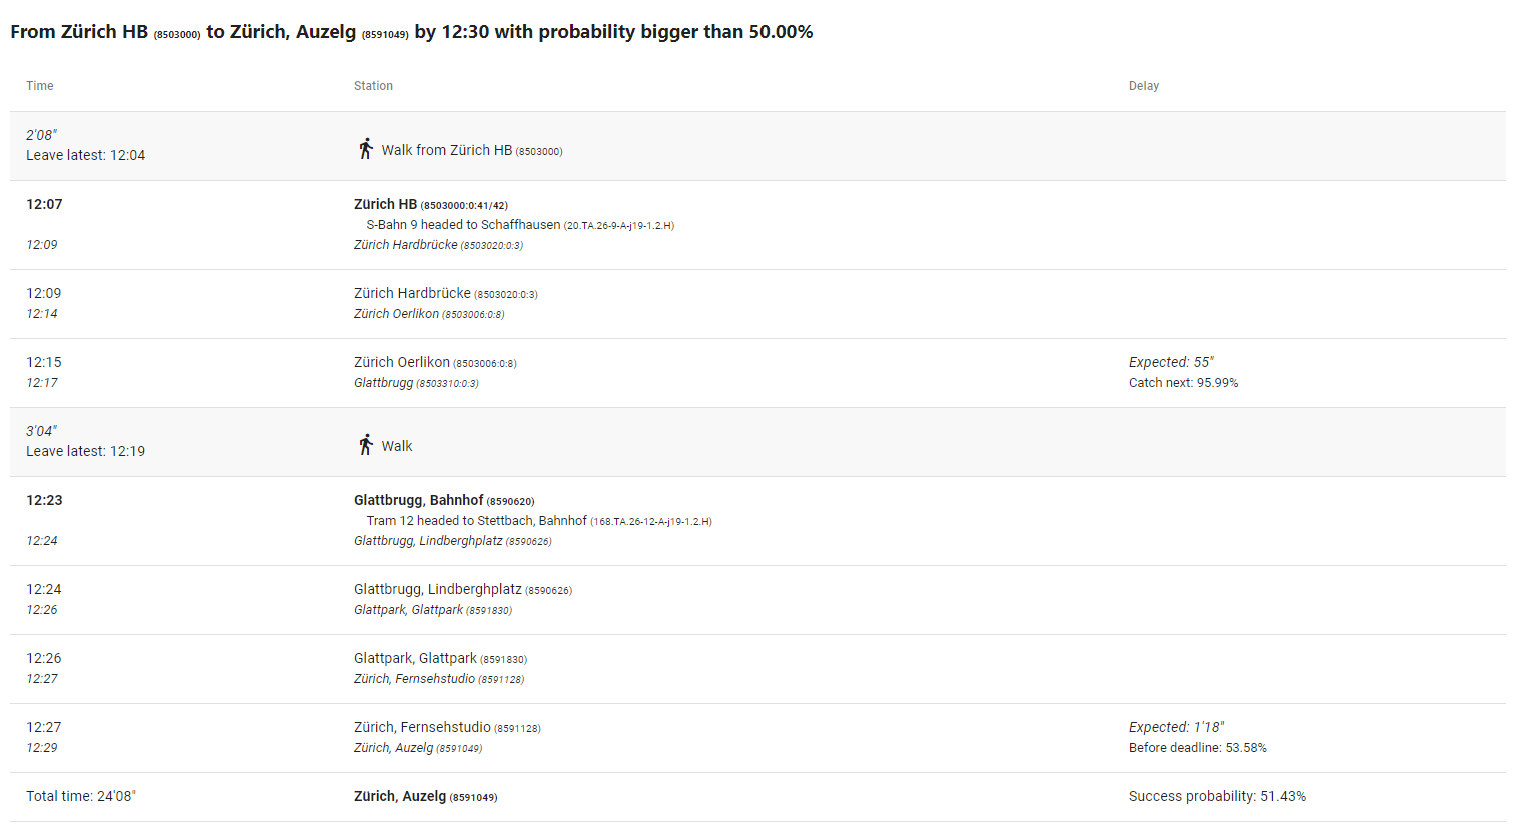 From Zürich HB (8503000) to Zürich, Auzelg (8591049) by 12:30 with probability bigger than 50.00%
Time Station Delay
2'08"
Leave latest: 12:04
Walk from Zürich HB (8503000)
12:07 Zürich HB (8503000:0:41/42)
S-Bahn 9 headed to Schaffhausen (20.TA.26-9-A-j19-1.2.H)
12:09 Zürich Hardbrücke (8503020:0:3)
12:09 Zürich Hardbrücke (8503020:0:3)
12:14 Zürich Oerlikon (8503006:0:8)
12:15 Zürich Oerlikon (8503006:0:8) Expected: 55"
12:17 Glattbrugg (8503310:0:3) Catch next: 95.99%
3'04"
Leave latest: 12:19
Walk
12:23 Glattbrugg, Bahnhof (8590620)
Tram 12 headed to Stettbach, Bahnhof (168.TA.26-12-A-j19-1.2.H)
12:24 Glattbrugg, Lindberghplatz (8590626)
12:24 Glattbrugg, Lindberghplatz (8590626)
12:26 Glattpark, Glattpark (8591830)
12:26 Glattpark, Glattpark (8591830)
12:27 Zürich, Fernsehstudio (8591128)
12:27 Zürich, Fernsehstudio (8591128) Expected: 1'18"
12:29 Zürich, Auzelg (8591049) Before deadline: 53.58%
Total time: 24'08" Zürich, Auzelg (8591049) Success probability: 51.43%